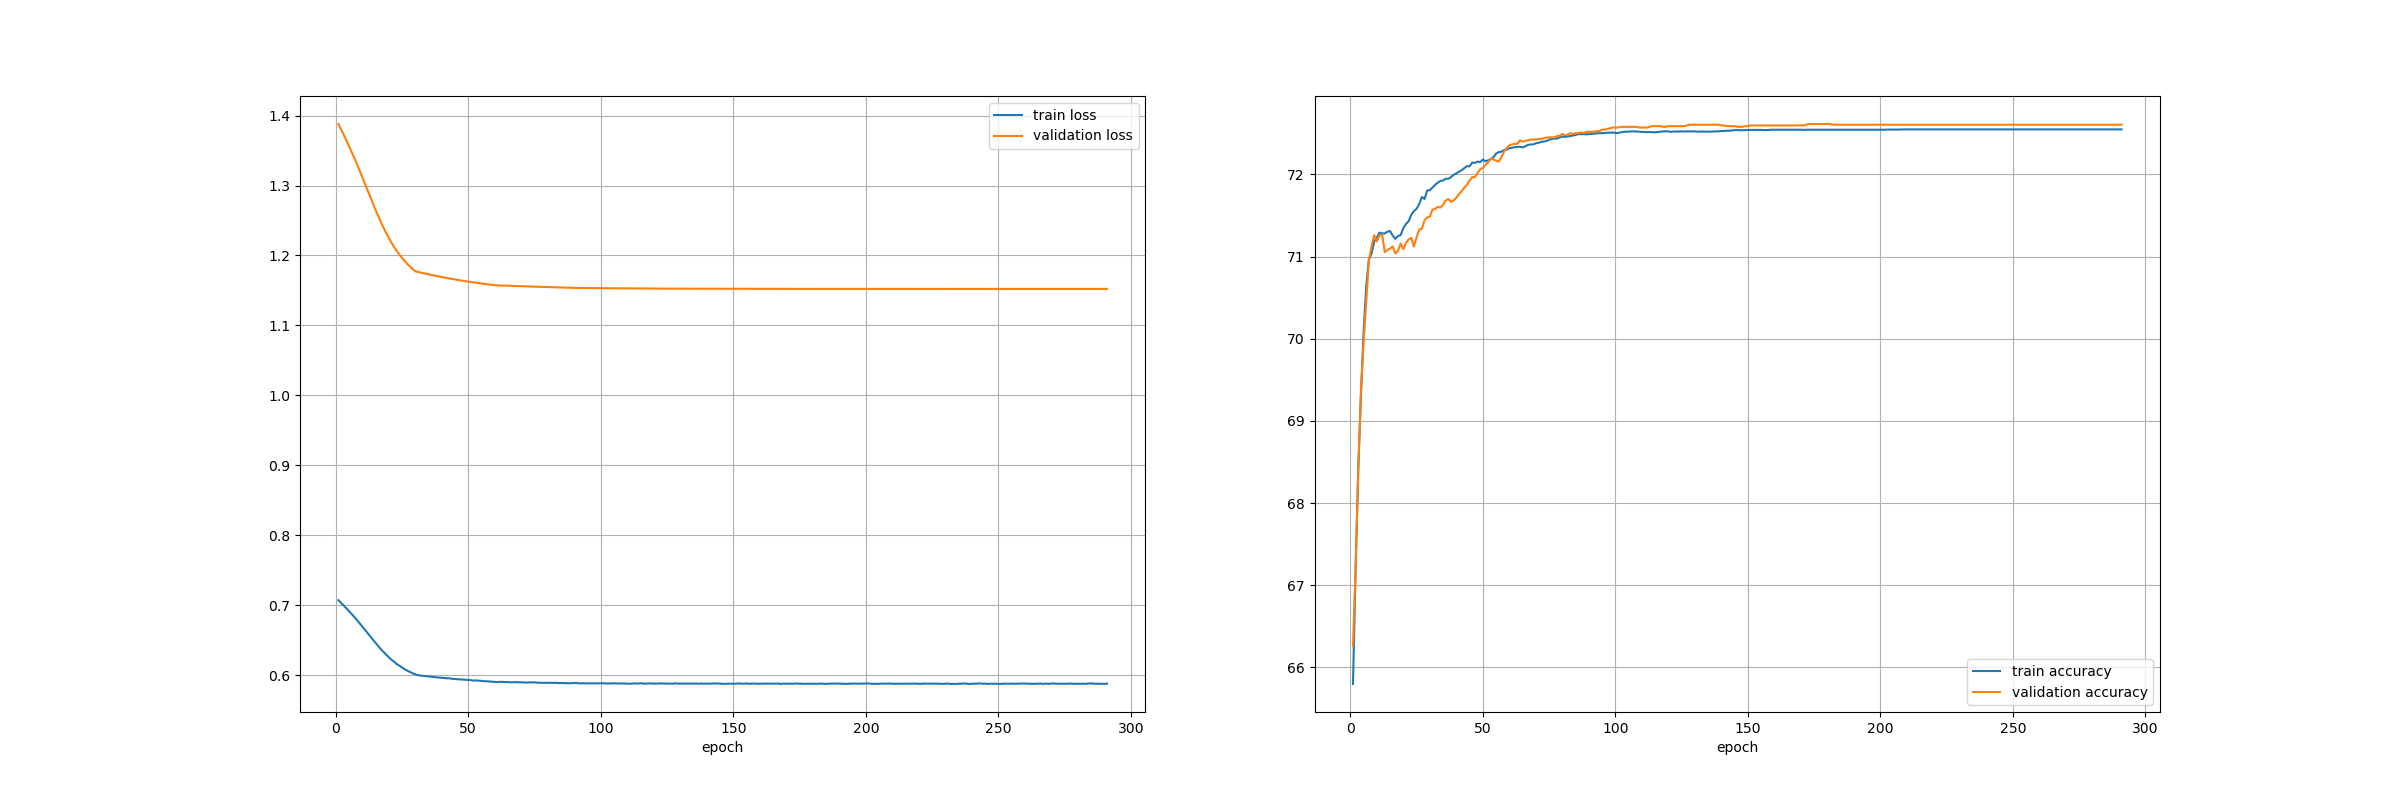 1.4
1.3
1.2
1.1
1.0
0.9
0.8
0.7
0.6
0 50 100 150 200 250 300
epoch
train loss
validation loss
72
71
70
69
68
67
66
0 50 100 150 200 250 300
epoch
train accuracy
validation accuracy